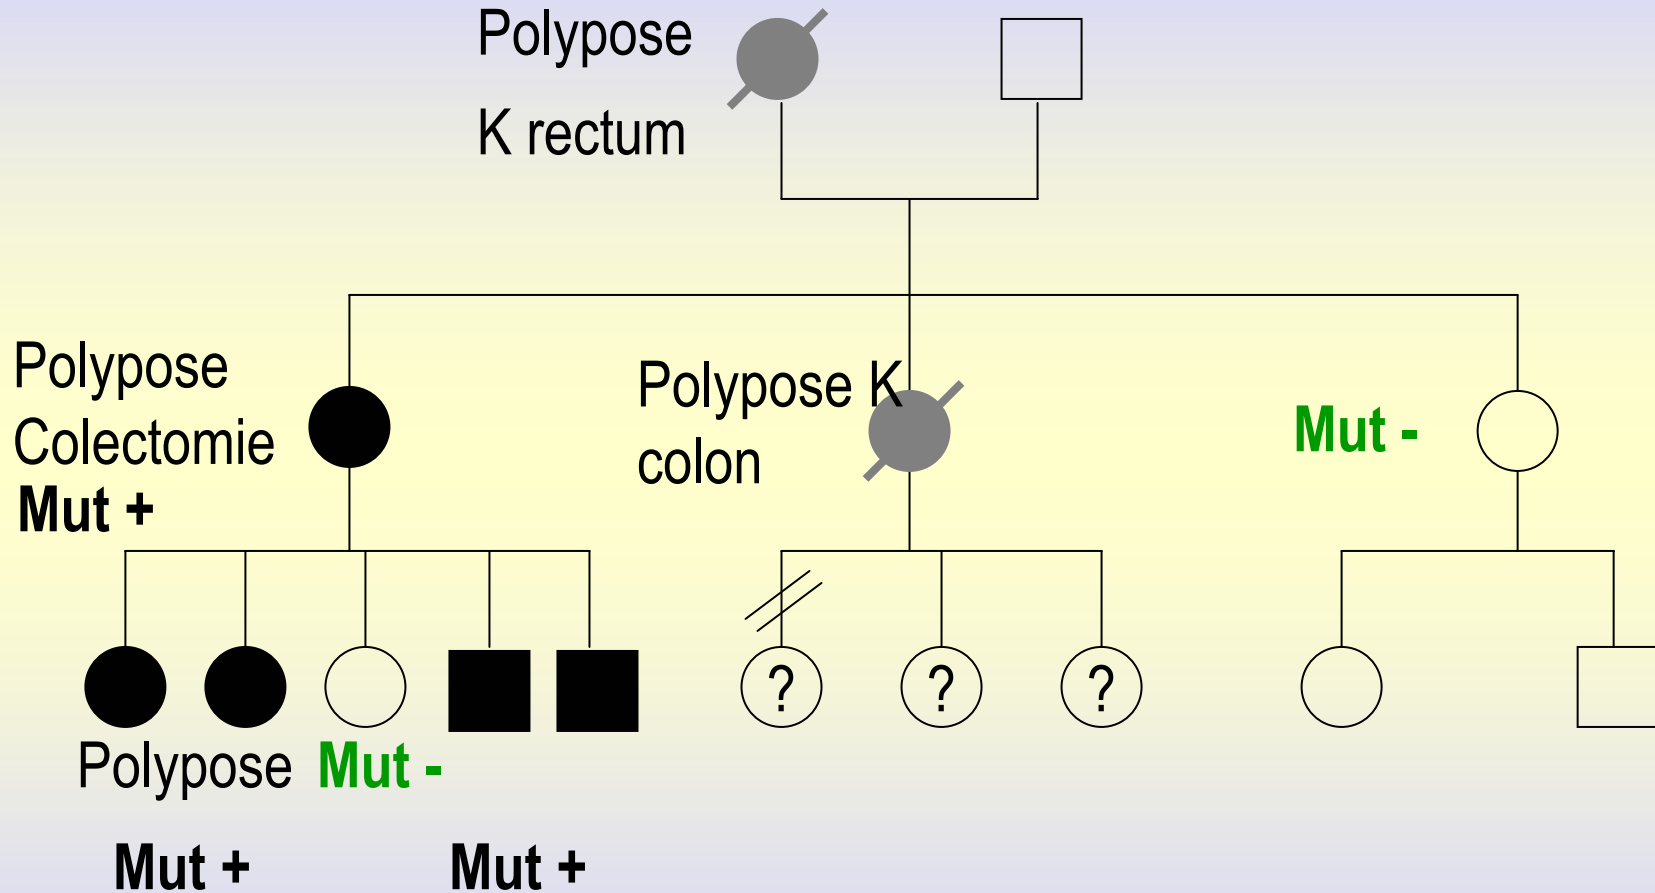 Polypose
K rectum
Polypose
Colectomie
Mut +
Polypose K
colon
Mut -
? ? ?
Polypose Mut -
Mut + Mut +